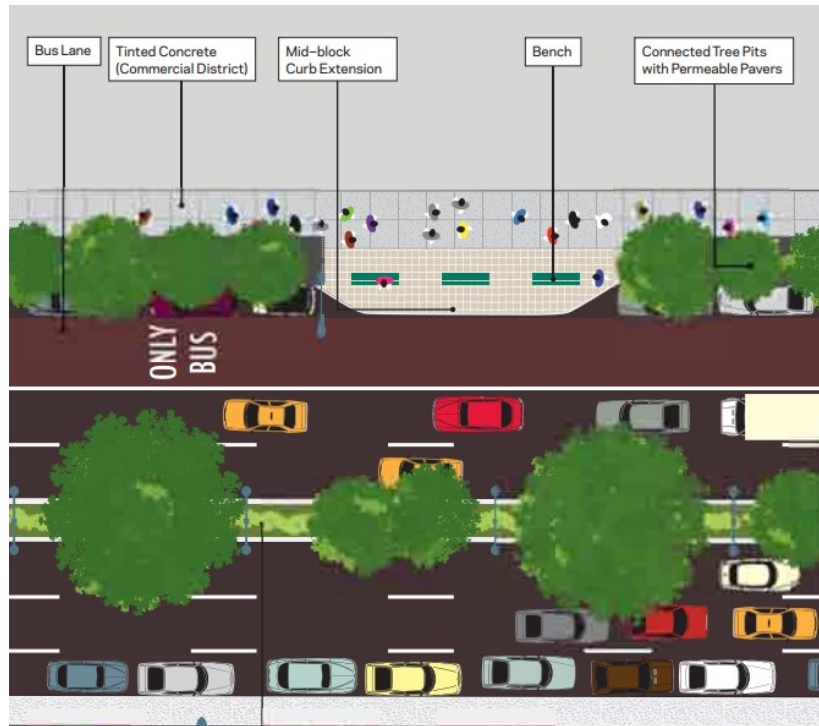 Bus Lane
Tinted Concrete
(Commercial District)
Mid–block
Curb Extension
Bench
Connected Tree Pits
with Permeable Pavers
ONLY
BUS